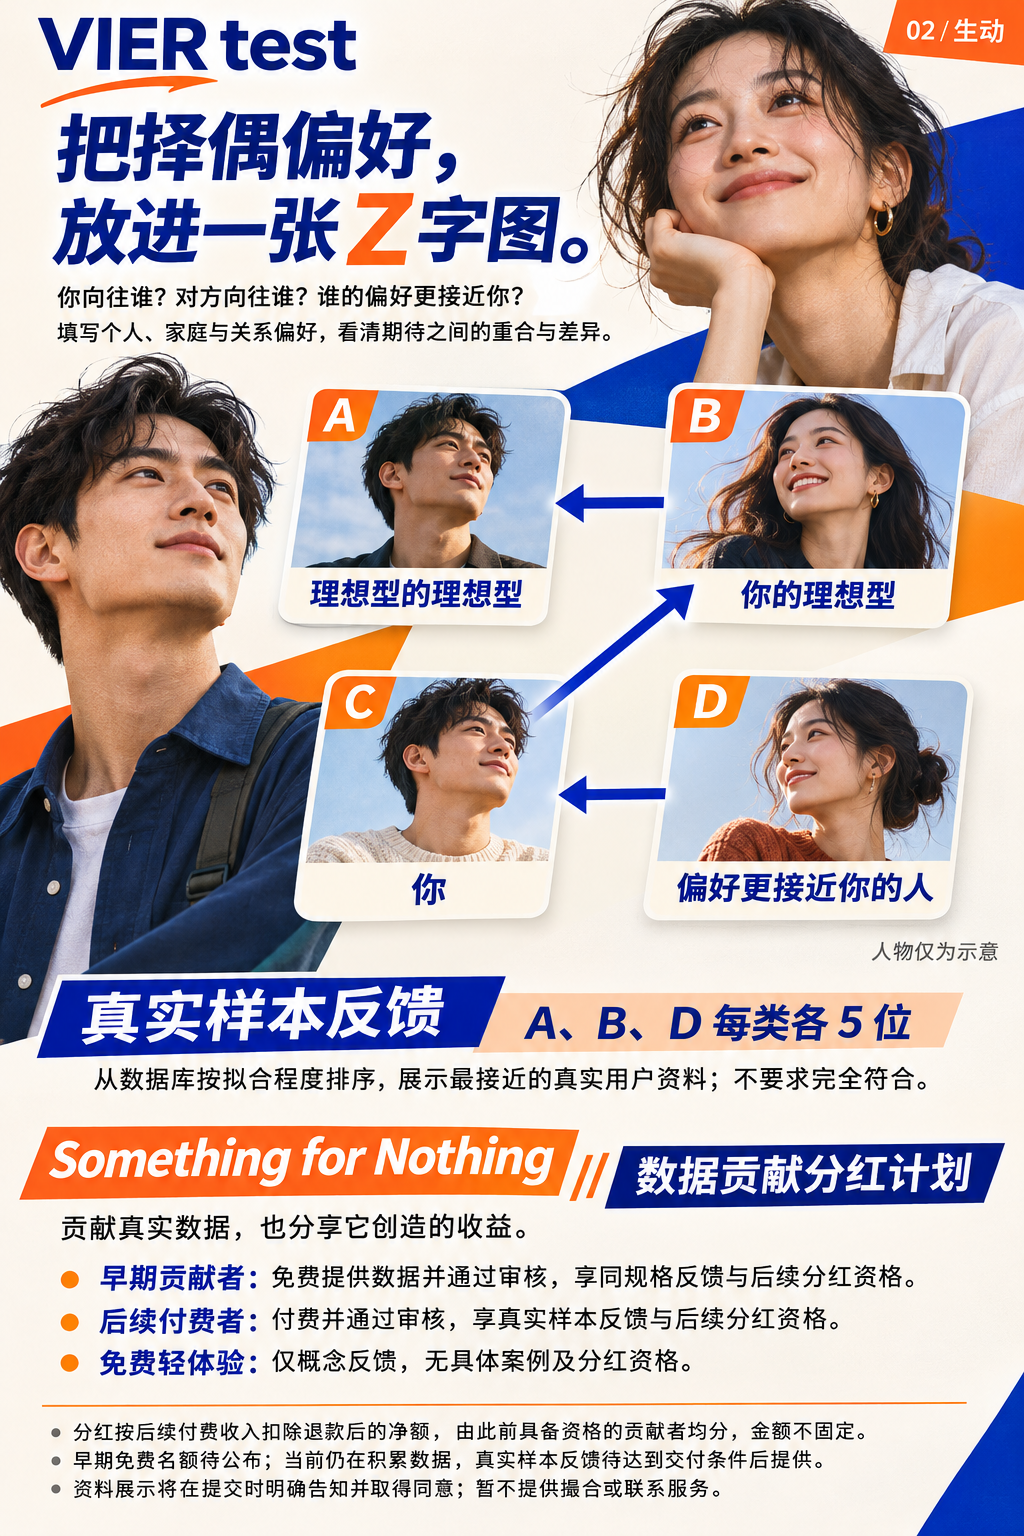 VIER test
02 / 生动
把择偶偏好，
放进一张Z字图。
你向往谁？对方向往谁？谁的偏好更接近你？
填写个人、家庭与关系偏好，看清期待之间的重合与差异。
A
理想型的理想型
B
你的理想型
C
你
D
偏好更接近你的人
人物仅为示意
真实样本反馈
A、B、D 每类各 5 位
从数据库按拟合程度排序，展示最接近的真实用户资料；不要求完全符合。
Something for Nothing
数据贡献分红计划
贡献真实数据，也分享它创造的收益。
早期贡献者：免费提供数据并通过审核，享同规格反馈与后续分红资格。
后续付费者：付费并通过审核，享真实样本反馈与后续分红资格。
免费轻体验：仅概念反馈，无具体案例及分红资格。
分红按后续付费收入扣除退款后的净额，由此前具备资格的贡献者均分，金额不固定。
早期免费名额待公布；当前仍在积累数据，真实样本反馈待达到交付条件后提供。
资料展示将在提交时明确告知并取得同意；暂不提供撮合或联系服务。